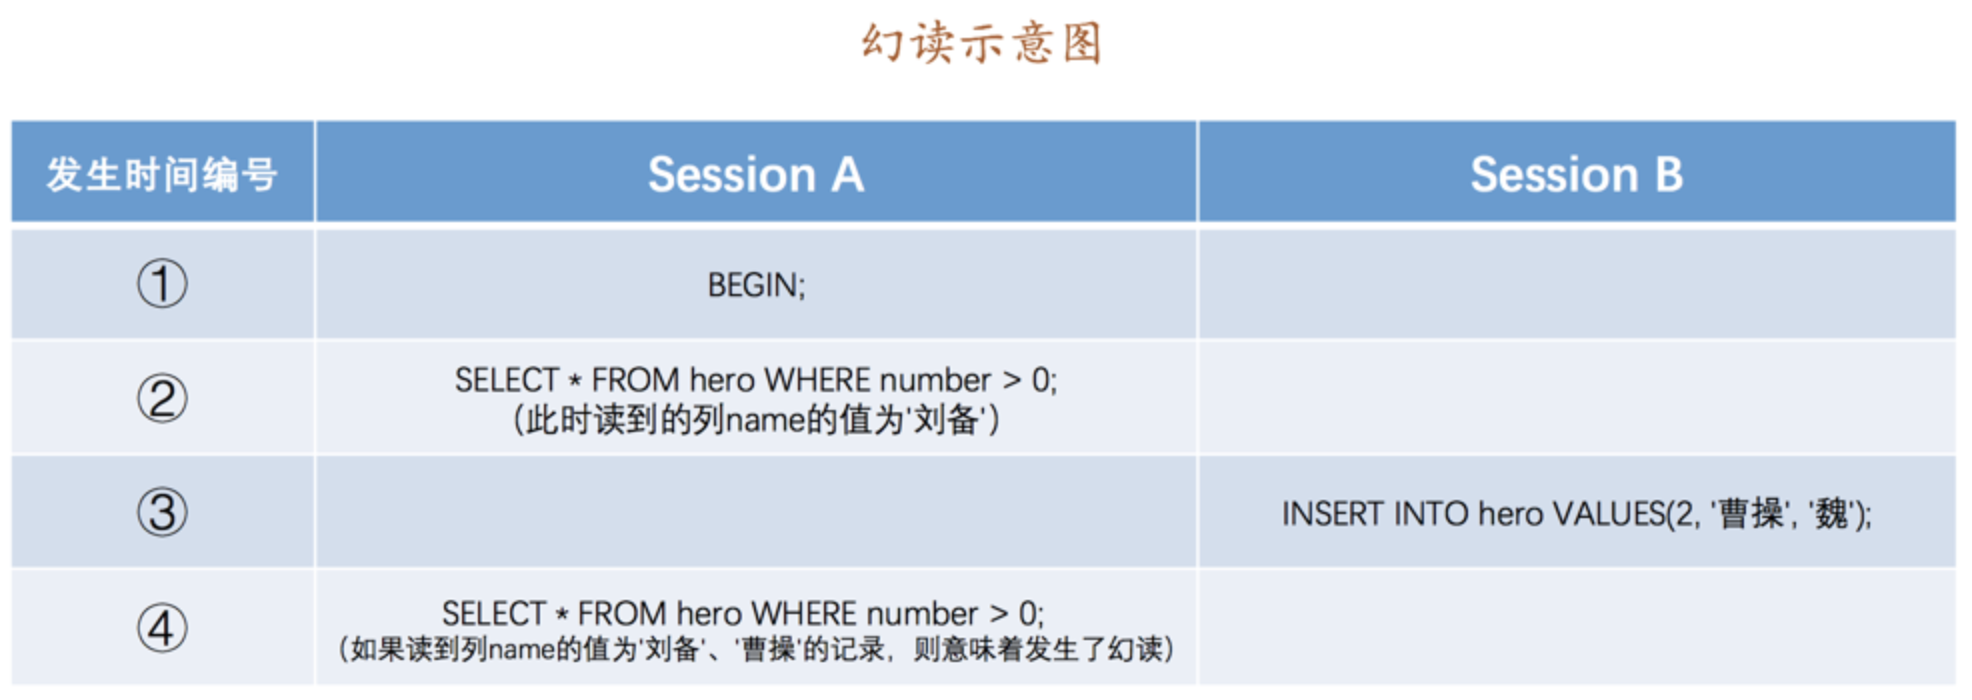 幻读示意图
发生时间编号
Session A
Session B
①
BEGIN;
②
SELECT * FROM hero WHERE number > 0;
（此时读到的列name的值为'刘备'）
③
INSERT INTO hero VALUES(2, '曹操', '魏');
④
SELECT * FROM hero WHERE number > 0;
（如果读到列name的值为'刘备'、'曹操'的记录，则意味着发生了幻读）